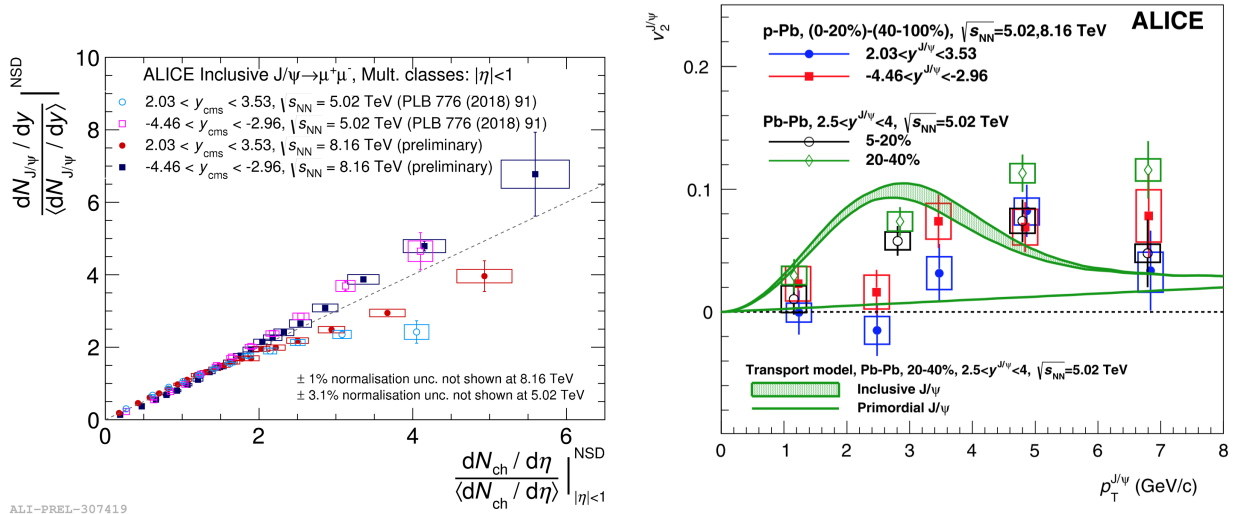 dN_J/ψ / dy
⟨dN_J/ψ / dy⟩
NSD
10
8
6
4
2
0
ALICE Inclusive J/ψ→μ⁺μ⁻, Mult. classes: |η|<1
2.03 < y_cms < 3.53, √s_NN = 5.02 TeV (PLB 776 (2018) 91)
-4.46 < y_cms < -2.96, √s_NN = 5.02 TeV (PLB 776 (2018) 91)
2.03 < y_cms < 3.53, √s_NN = 8.16 TeV (preliminary)
-4.46 < y_cms < -2.96, √s_NN = 8.16 TeV (preliminary)
± 1% normalisation unc. not shown at 8.16 TeV
± 3.1% normalisation unc. not shown at 5.02 TeV
0 2 4 6
dN_ch / dη
⟨dN_ch / dη⟩
NSD
|η|<1
ALI-PREL-307419
v_2^J/ψ
0.2
0.1
0
ALICE
p-Pb, (0-20%)-(40-100%), √s_NN=5.02,8.16 TeV
2.03<y^J/ψ<3.53
-4.46<y^J/ψ<-2.96
Pb-Pb, 2.5<y^J/ψ<4, √s_NN=5.02 TeV
5-20%
20-40%
Transport model, Pb-Pb, 20-40%, 2.5<y^J/ψ<4, √s_NN=5.02 TeV
Inclusive J/ψ
Primordial J/ψ
0 1 2 3 4 5 6 7 8
p_T^J/ψ (GeV/c)